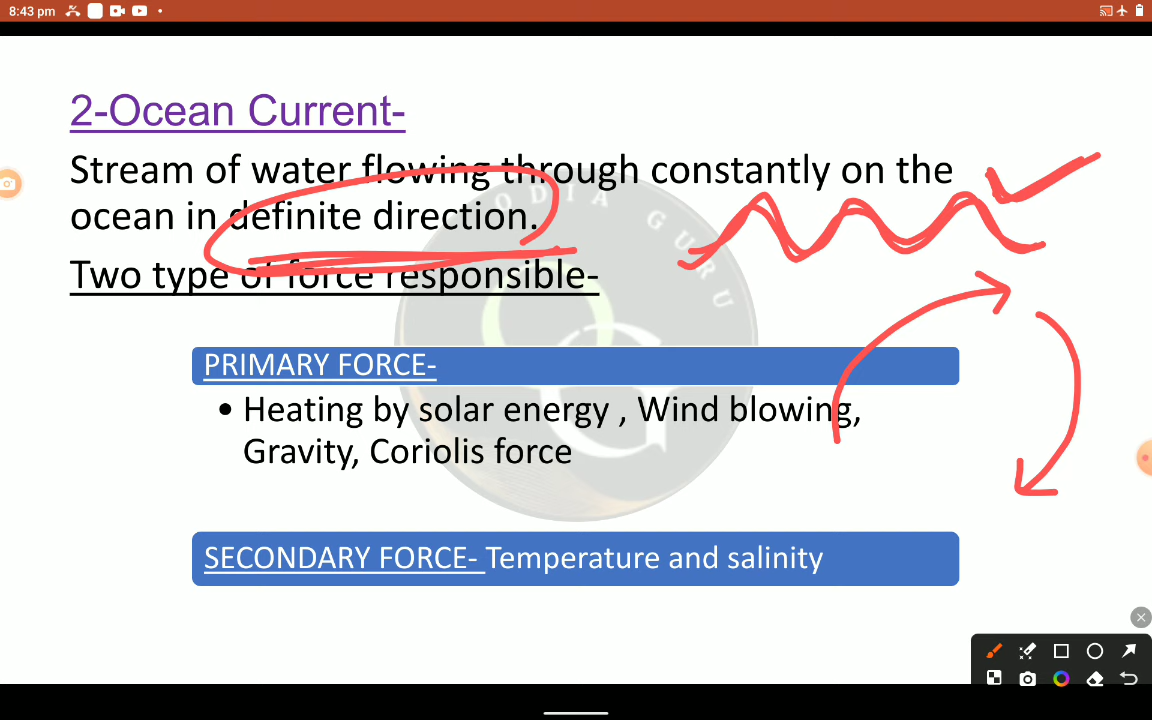 8:43 pm
2-Ocean Current-
Stream of water flowing through constantly on the
ocean in definite direction.
Two type of force responsible-
PRIMARY FORCE-
• Heating by solar energy , Wind blowing,
Gravity, Coriolis force
SECONDARY FORCE- Temperature and salinity
ODIA GURU
G